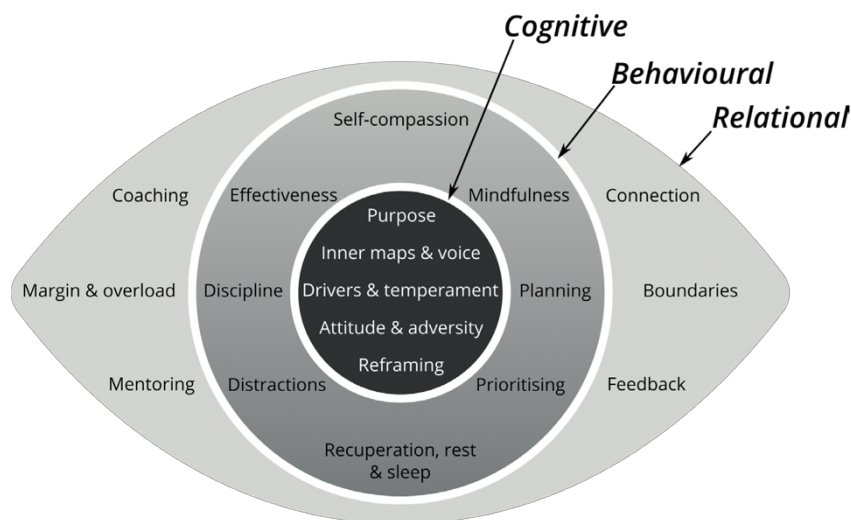 Cognitive
Behavioural
Relational
Self-compassion
Coaching
Effectiveness
Mindfulness
Connection
Purpose
Inner maps & voice
Margin & overload
Discipline
Drivers & temperament
Planning
Boundaries
Attitude & adversity
Reframing
Mentoring
Distractions
Prioritising
Feedback
Recuperation, rest
& sleep